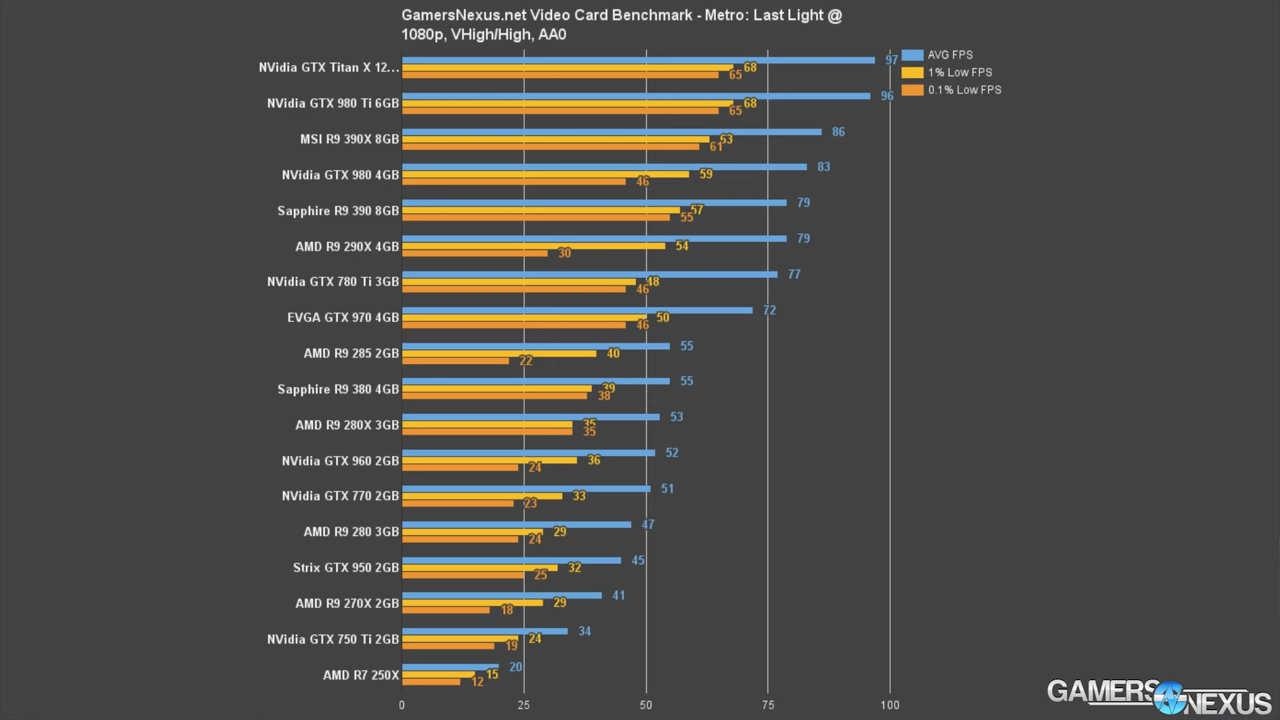 GamersNexus.net Video Card Benchmark - Metro: Last Light @
1080p, VHigh/High, AA0
AVG FPS
1% Low FPS
0.1% Low FPS
NVidia GTX Titan X 12... 97 68 65
NVidia GTX 980 Ti 6GB 96 68 65
MSI R9 390X 8GB 86 63 61
NVidia GTX 980 4GB 83 59 46
Sapphire R9 390 8GB 79 57 55
AMD R9 290X 4GB 79 54 30
NVidia GTX 780 Ti 3GB 77 48 46
EVGA GTX 970 4GB 72 50 46
AMD R9 285 2GB 55 40 22
Sapphire R9 380 4GB 55 39 38
AMD R9 280X 3GB 53 35 35
NVidia GTX 960 2GB 52 36 24
NVidia GTX 770 2GB 51 33 23
AMD R9 280 3GB 47 29 24
Strix GTX 950 2GB 45 32 25
AMD R9 270X 2GB 41 29 18
NVidia GTX 750 Ti 2GB 34 24 19
AMD R7 250X 20 15 12
0 25 50 75 100
GAMERS NEXUS